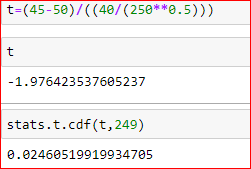 t=(45-50)/((40/(250**0.5)))
t
-1.976423537605237
stats.t.cdf(t,249)
0.02460519919934705